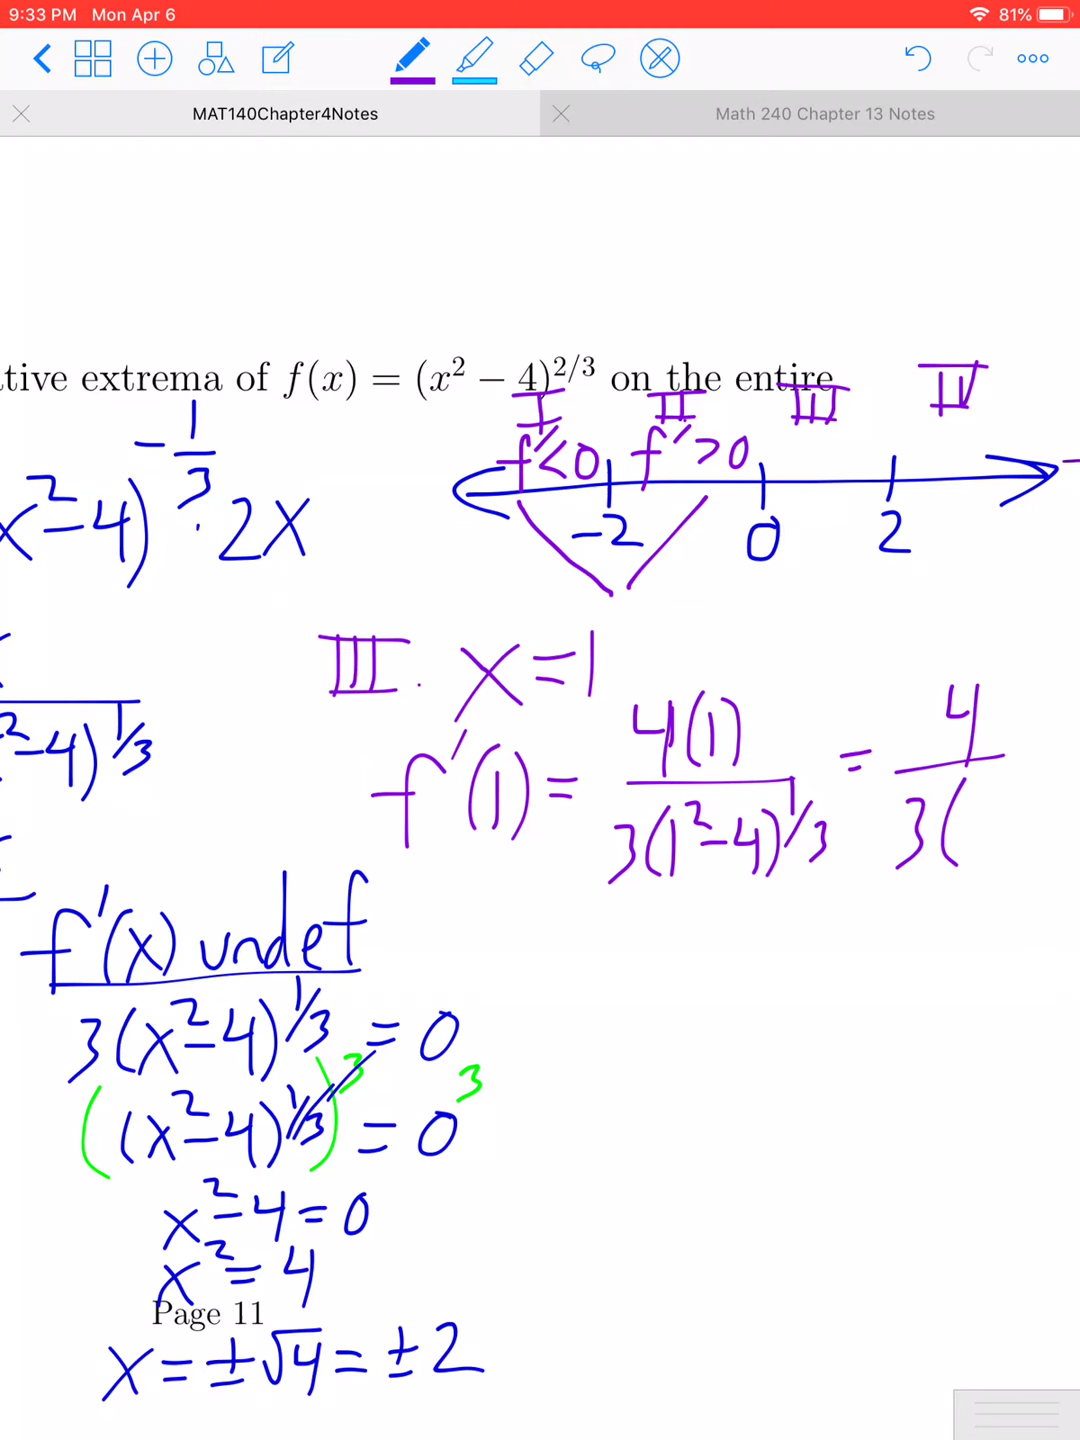 9:33 PM Mon Apr 6 81%
MAT140Chapter4Notes
Math 240 Chapter 13 Notes
tive extrema of f(x) = (x² − 4)^2/3 on the entire
I II III IV
f'<0 f'>0
-2 0 2
x²-4)^-1/3 · 2x
III. x=1
²-4)^1/3
f'(1) = 4(1)/3(1²-4)^1/3 = 4/3(
f'(x) undef
3(x²-4)^1/3 = 0
((x²-4)^1/3)^3 = 0^3
x²-4=0
x²=4
Page 11
x=±√4=±2